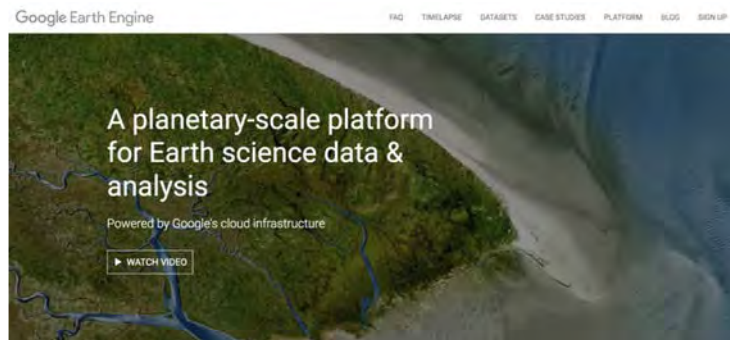 Google Earth Engine
FAQ TIMELAPSE DATASETS CASE STUDIES PLATFORM BLOG SIGN UP
A planetary-scale platform
for Earth science data &
analysis
Powered by Google's cloud infrastructure
WATCH VIDEO